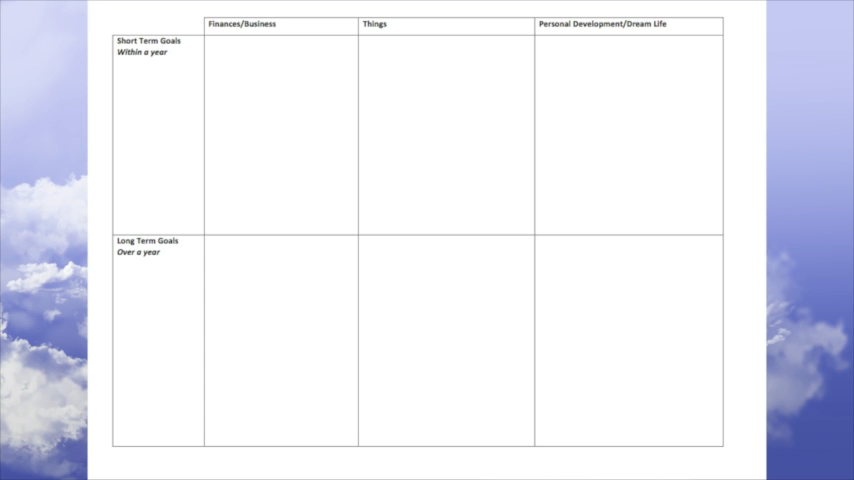 Finances/Business
Things
Personal Development/Dream Life
Short Term Goals
Within a year
Long Term Goals
Over a year